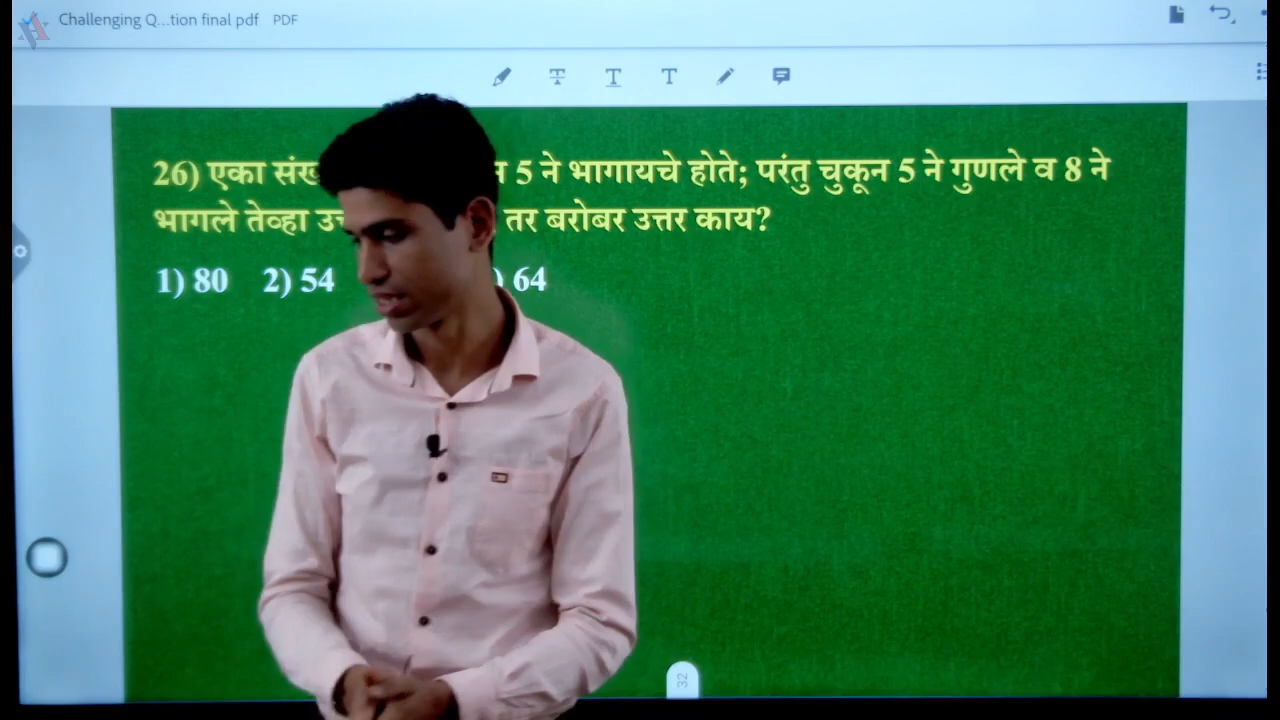 Challenging Q...tion final pdf PDF
26) एका 5 ने भागायचे होते; परंतु चुकून 5 ने गुणले व 8 ने
भागले तेव्हा तर बरोबर उत्तर काय?
1) 80 2) 54 ) 64
32